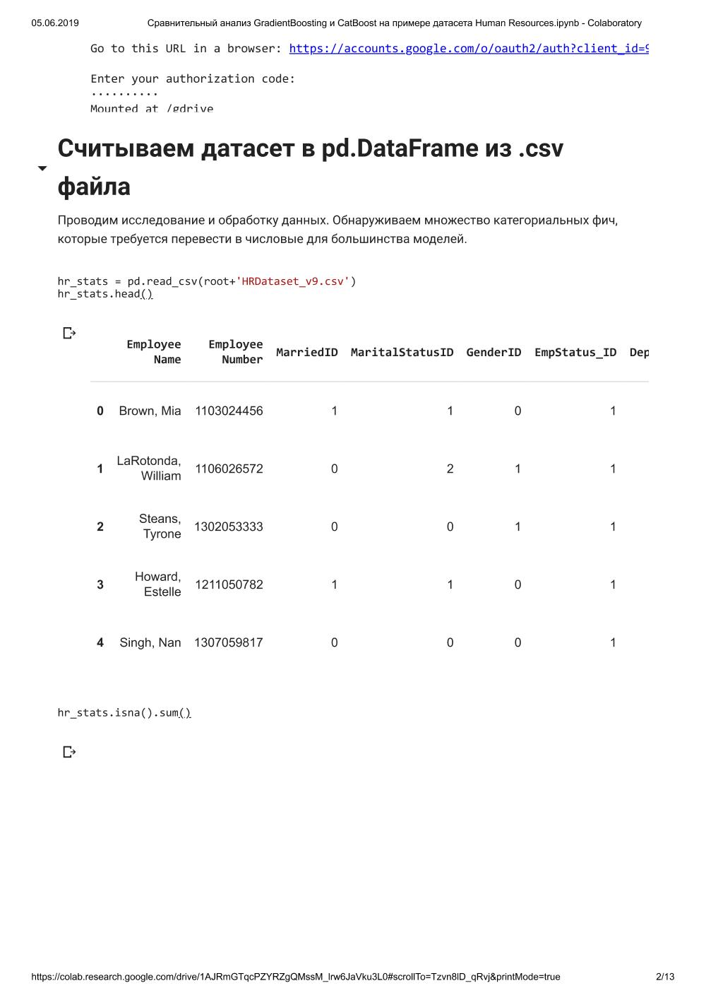 05.06.2019 Сравнительный анализ GradientBoosting и CatBoost на примере датасета Human Resources.ipynb - Colaboratory
Go to this URL in a browser: https://accounts.google.com/o/oauth2/auth?client_id=9
Enter your authorization code:
··········
Mounted at /gdrive
Считываем датасет в pd.DataFrame из .csv
файла
Проводим исследование и обработку данных. Обнаруживаем множество категориальных фич,
которые требуется перевести в числовые для большинства моделей.
hr_stats = pd.read_csv(root+'HRDataset_v9.csv')
hr_stats.head()
Employee Employee
Name Number MarriedID MaritalStatusID GenderID EmpStatus_ID Dep
0 Brown, Mia 1103024456 1 1 0 1
LaRotonda,
1 William 1106026572 0 2 1 1
Steans,
2 Tyrone 1302053333 0 0 1 1
Howard,
3 Estelle 1211050782 1 1 0 1
4 Singh, Nan 1307059817 0 0 0 1
hr_stats.isna().sum()
https://colab.research.google.com/drive/1AJRmGTqcPZYRZgQMssM_lrw6JaVku3L0#scrollTo=Tzvn8lD_qRvj&printMode=true 2/13